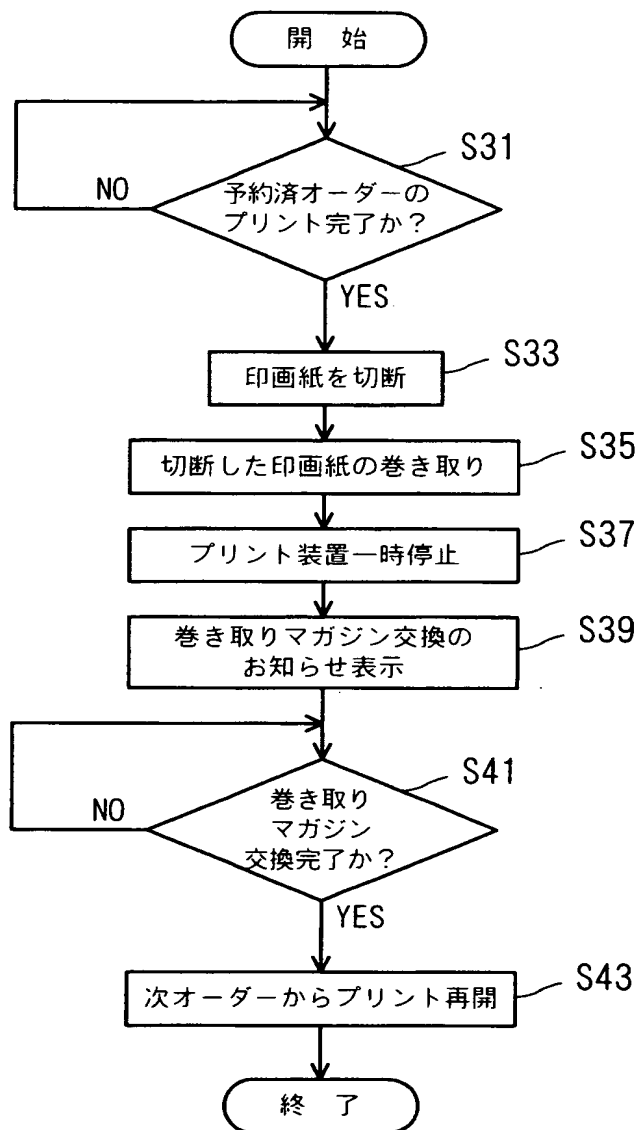 開始
S31
NO
予約済オーダーの
プリント完了か?
YES
S33
印画紙を切断
S35
切断した印画紙の巻き取り
S37
プリント装置一時停止
S39
巻き取りマガジン交換の
お知らせ表示
S41
NO
巻き取り
マガジン
交換完了か?
YES
S43
次オーダーからプリント再開
終了